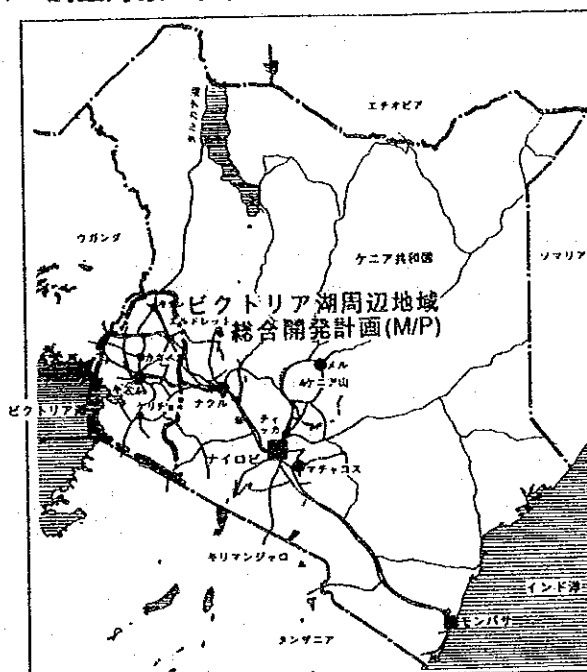 エチオピア
ウガンダ
ケニア共和国
ソマリア
ビクトリア湖周辺地域
総合開発計画(M/P)
メル
ケニア山
ビクトリア湖
ナクル
ティカ
ナイロビ
マチャコス
キリマンジャロ
インド洋
モンバサ
タンザニア